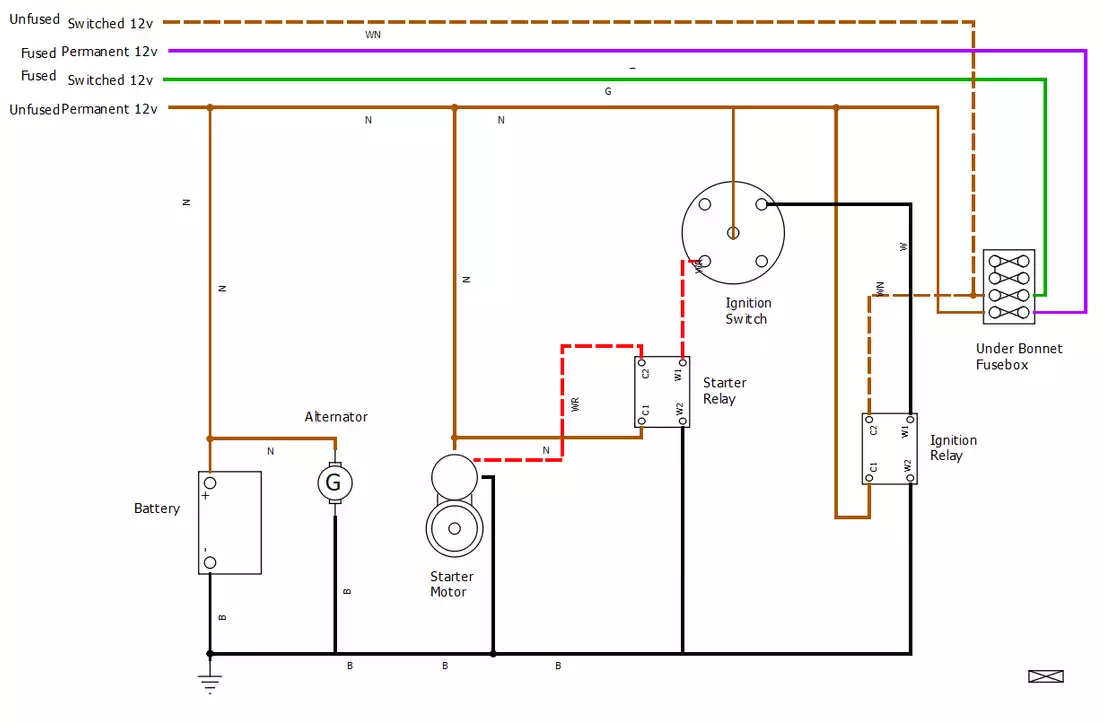 Unfused Switched 12v
WN
Fused Permanent 12v
Fused Switched 12v
G
Unfused Permanent 12v
N
N
N
N
N
W
WR
WN
Ignition
Switch
Under Bonnet
Fusebox
C2
W1
C1
W2
Starter
Relay
WR
Alternator
N
N
C2
W1
C1
W2
Ignition
Relay
G
Battery
+
-
Starter
Motor
B
B
B
B
B